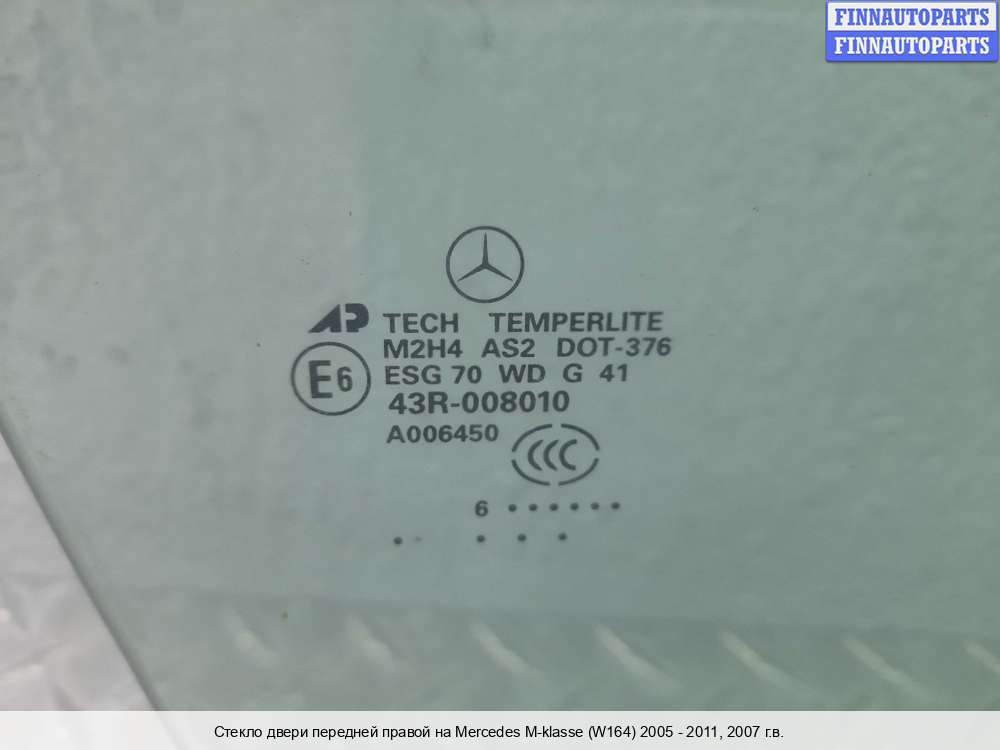 FINNAUTOPARTS
FINNAUTOPARTS
AP TECH TEMPERLITE
M2H4 AS2 DOT-376
E6
ESG 70 WD G 41
43R-008010
A006450
CCC
6 • • • • • •
• • • • •
Стекло двери передней правой на Mercedes M-klasse (W164) 2005 - 2011, 2007 г.в.